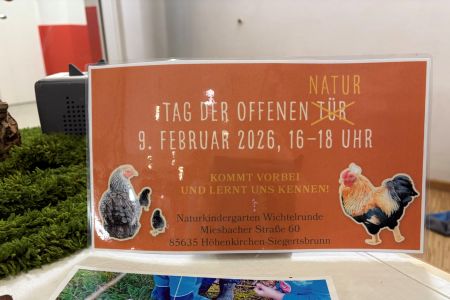 NATUR
TAG DER OFFENEN TÜR
9. FEBRUAR 2026, 16-18 UHR
KOMMT VORBEI
UND LERNT UNS KENNEN!
Naturkindergarten Wichtelrunde
Miesbacher Straße 60
85635 Höhenkirchen-Siegertsbrunn